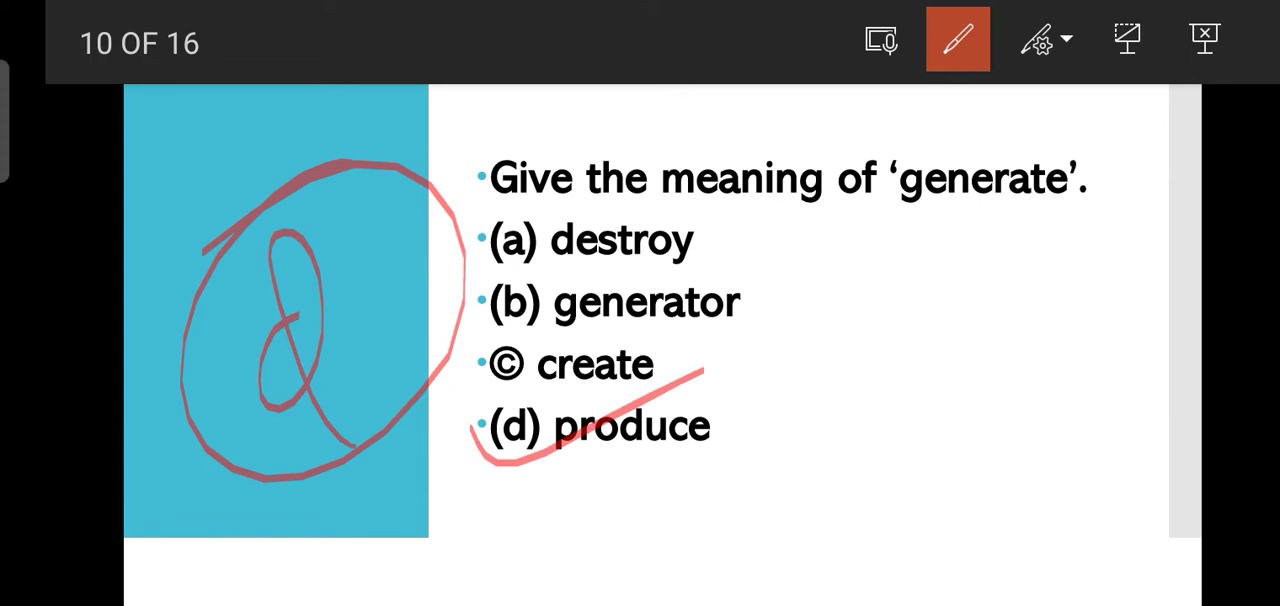 10 OF 16
•Give the meaning of ‘generate’.
•(a) destroy
•(b) generator
•© create
•(d) produce